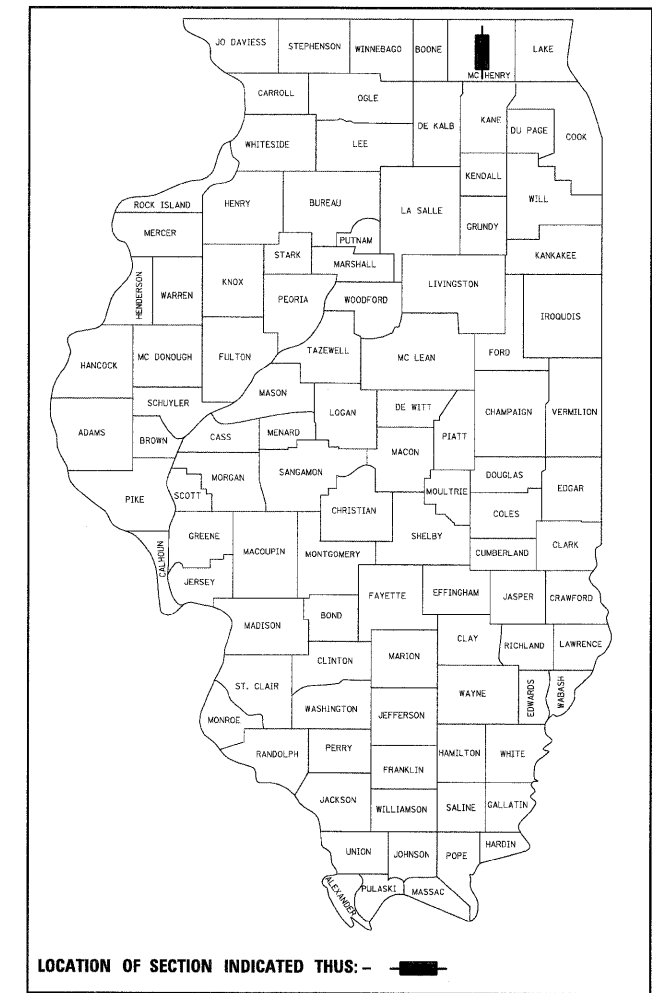 JO DAVIESS STEPHENSON WINNEBAGO BOONE LAKE
MC HENRY
CARROLL OGLE
DE KALB KANE DU PAGE COOK
WHITESIDE LEE
KENDALL
ROCK ISLAND HENRY BUREAU LA SALLE WILL
MERCER GRUNDY
PUTNAM
STARK KANKAKEE
MARSHALL
HENDERSON WARREN KNOX LIVINGSTON
PEORIA WOODFORD IROQUOIS
TAZEWELL
HANCOCK MC DONOUGH FULTON MC LEAN FORD
MASON
SCHUYLER LOGAN DE WITT CHAMPAIGN VERMILION
ADAMS BROWN CASS MENARD PIATT
MACON
SANGAMON
MORGAN DOUGLAS
PIKE SCOTT MOULTRIE EDGAR
CHRISTIAN COLES
GREENE SHELBY
MACOUPIN MONTGOMERY CUMBERLAND CLARK
CALHOUN JERSEY
FAYETTE EFFINGHAM JASPER CRAWFORD
BOND
MADISON
CLAY RICHLAND LAWRENCE
CLINTON MARION
ST. CLAIR WAYNE EDWARDS WABASH
WASHINGTON
MONROE JEFFERSON
RANDOLPH PERRY HAMILTON WHITE
FRANKLIN
JACKSON SALINE GALLATIN
WILLIAMSON
UNION JOHNSON POPE HARDIN
ALEXANDER PULASKI MASSAC
LOCATION OF SECTION INDICATED THUS: -